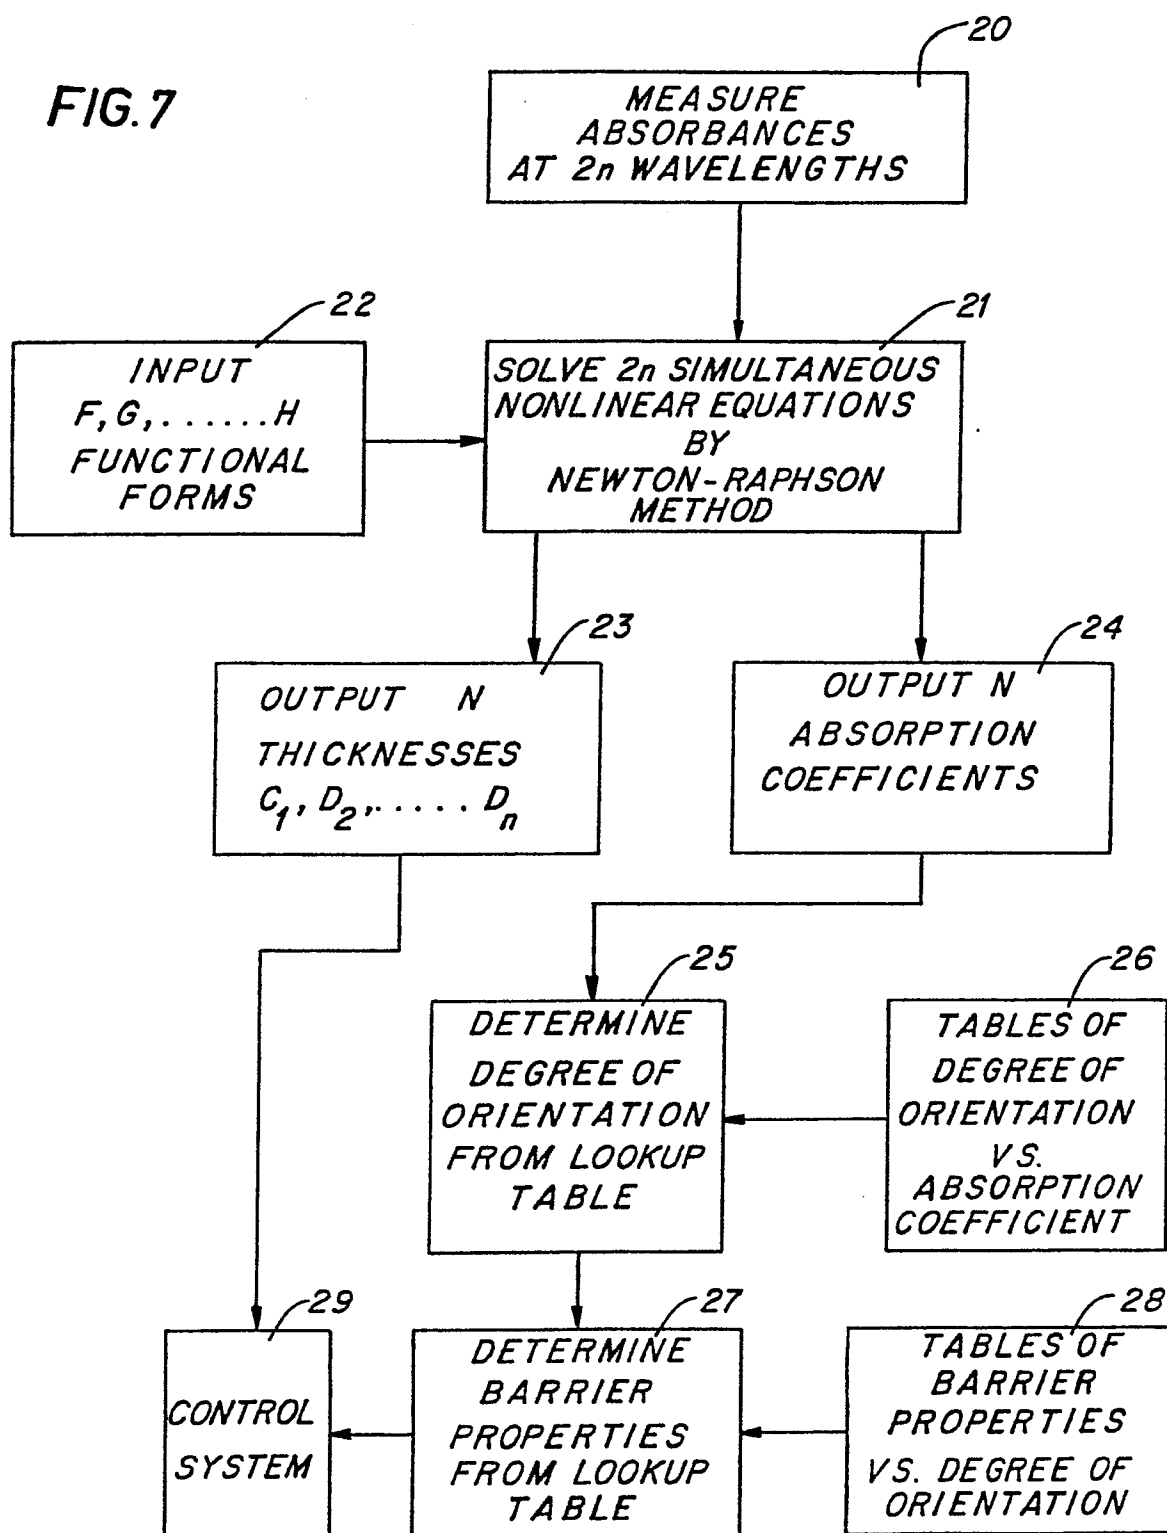 FIG. 7
20
MEASURE
ABSORBANCES
AT 2n WAVELENGTHS
22
INPUT
F, G, ...... H
FUNCTIONAL
FORMS
21
SOLVE 2n SIMULTANEOUS
NONLINEAR EQUATIONS
BY
NEWTON-RAPHSON
METHOD
23
OUTPUT N
THICKNESSES
C1, D2, ..... Dn
24
OUTPUT N
ABSORPTION
COEFFICIENTS
25
DETERMINE
DEGREE OF
ORIENTATION
FROM LOOKUP
TABLE
26
TABLES OF
DEGREE OF
ORIENTATION
VS.
ABSORPTION
COEFFICIENT
29
CONTROL
SYSTEM
27
DETERMINE
BARRIER
PROPERTIES
FROM LOOKUP
TABLE
28
TABLES OF
BARRIER
PROPERTIES
VS. DEGREE OF
ORIENTATION